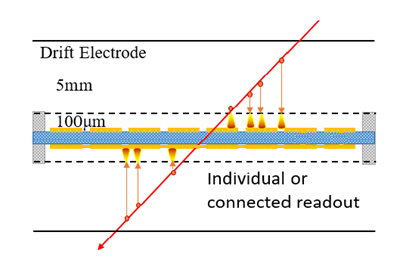 Drift Electrode
5mm
100μm
Individual or
connected readout